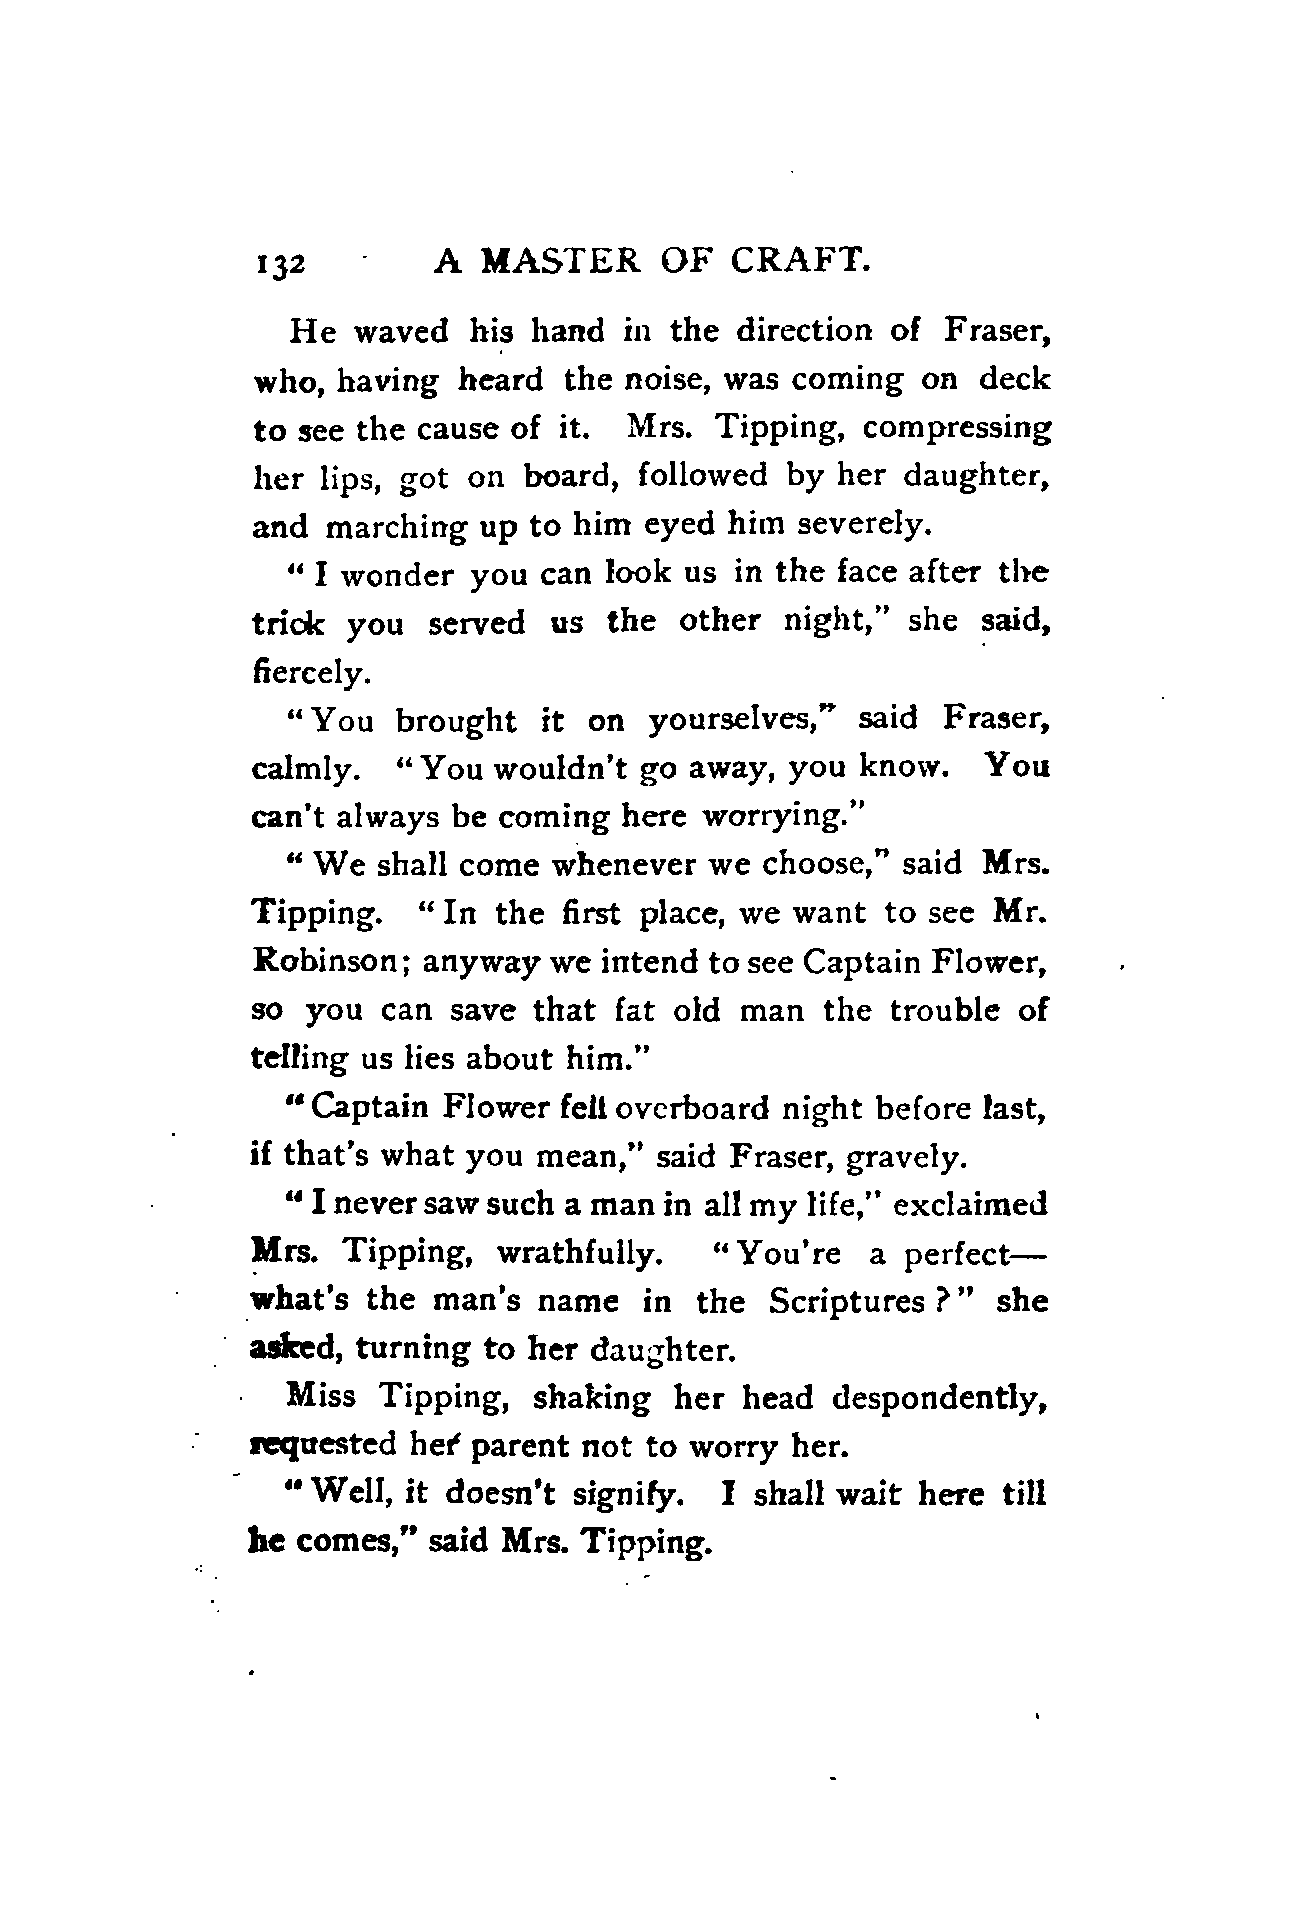 132 A MASTER OF CRAFT.
He waved his hand in the direction of Fraser,
who, having heard the noise, was coming on deck
to see the cause of it. Mrs. Tipping, compressing
her lips, got on board, followed by her daughter,
and marching up to him eyed him severely.
"I wonder you can look us in the face after the
trick you served us the other night," she said,
fiercely.
"You brought it on yourselves," said Fraser,
calmly. "You wouldn't go away, you know. You
can't always be coming here worrying."
"We shall come whenever we choose," said Mrs.
Tipping. "In the first place, we want to see Mr.
Robinson; anyway we intend to see Captain Flower,
so you can save that fat old man the trouble of
telling us lies about him."
"Captain Flower fell overboard night before last,
if that's what you mean," said Fraser, gravely.
"I never saw such a man in all my life," exclaimed
Mrs. Tipping, wrathfully. "You're a perfect—
what's the man's name in the Scriptures?" she
asked, turning to her daughter.
Miss Tipping, shaking her head despondently,
requested her parent not to worry her.
"Well, it doesn't signify. I shall wait here till
he comes," said Mrs. Tipping.